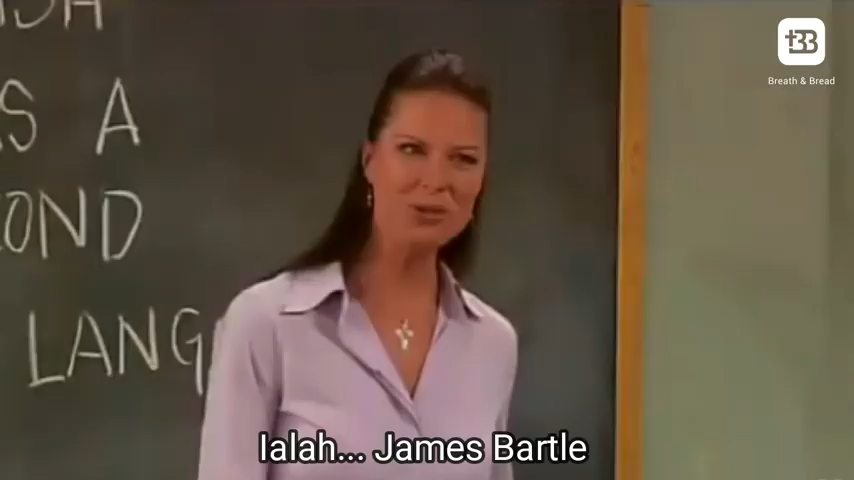 S A
OND
LANG
Breath & Bread
Ialah... James Bartle